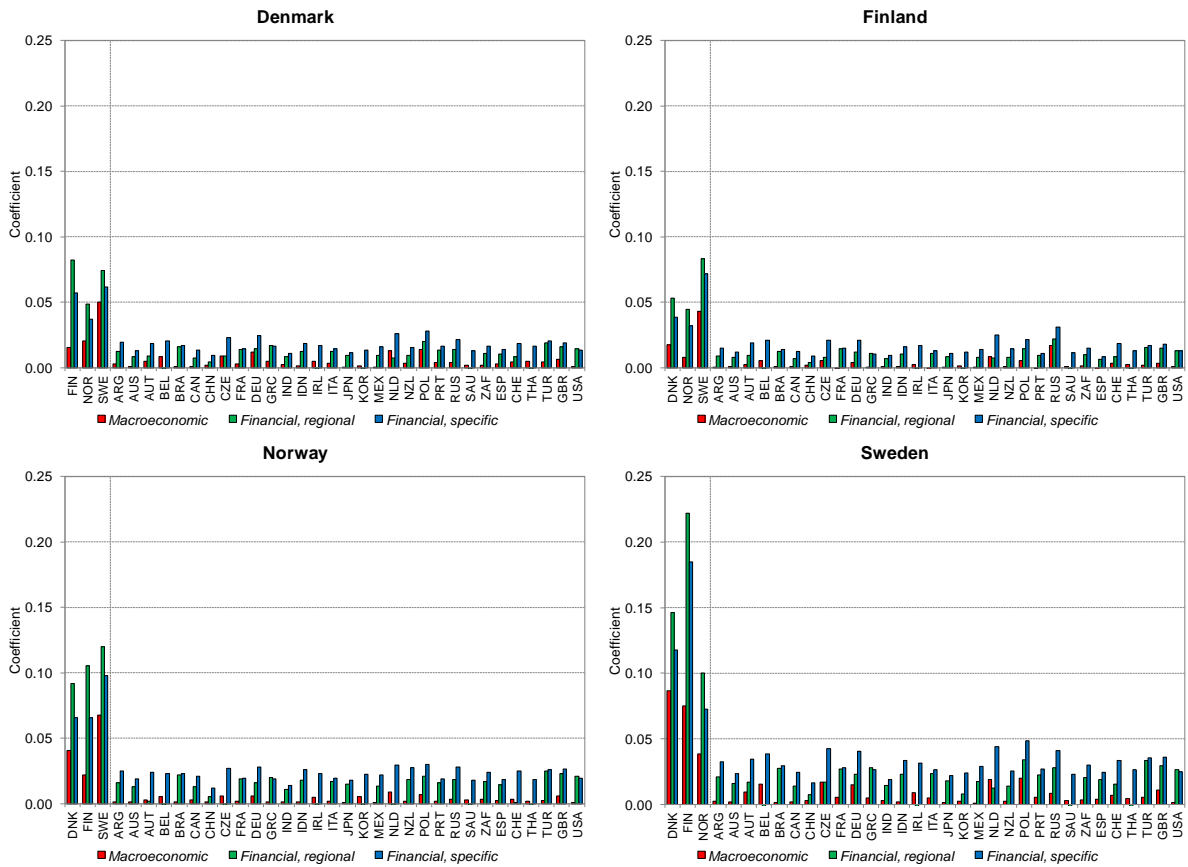 Denmark
Coefficient
0.25
0.20
0.15
0.10
0.05
0.00
FIN NOR SWE ARG AUS AUT BEL BRA CAN CHN CZE FRA DEU GRC IND IDN IRL ITA JPN KOR MEX NLD NZL POL PRT RUS SAU ZAF ESP CHE THA TUR GBR USA
Macroeconomic Financial, regional Financial, specific
Finland
Coefficient
0.25
0.20
0.15
0.10
0.05
0.00
DNK NOR SWE ARG AUS AUT BEL BRA CAN CHN CZE FRA DEU GRC IND IDN IRL ITA JPN KOR MEX NLD NZL POL PRT RUS SAU ZAF ESP CHE THA TUR GBR USA
Macroeconomic Financial, regional Financial, specific
Norway
Coefficient
0.25
0.20
0.15
0.10
0.05
0.00
DNK FIN SWE ARG AUS AUT BEL BRA CAN CHN CZE FRA DEU GRC IND IDN IRL ITA JPN KOR MEX NLD NZL POL PRT RUS SAU ZAF ESP CHE THA TUR GBR USA
Macroeconomic Financial, regional Financial, specific
Sweden
Coefficient
0.25
0.20
0.15
0.10
0.05
0.00
DNK FIN NOR ARG AUS AUT BEL BRA CAN CHN CZE FRA DEU GRC IND IDN IRL ITA JPN KOR MEX NLD NZL POL PRT RUS SAU ZAF ESP CHE THA TUR GBR USA
Macroeconomic Financial, regional Financial, specific